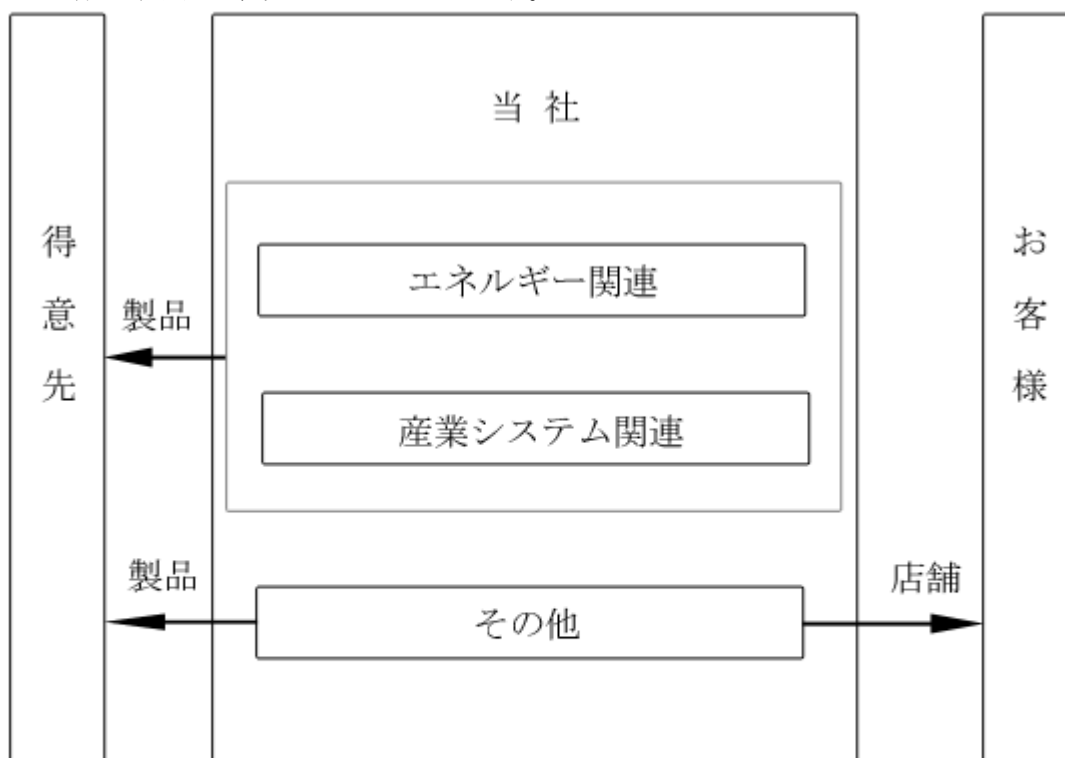 当社
得意先
製品
エネルギー関連
産業システム関連
お客様
製品
その他
店舗